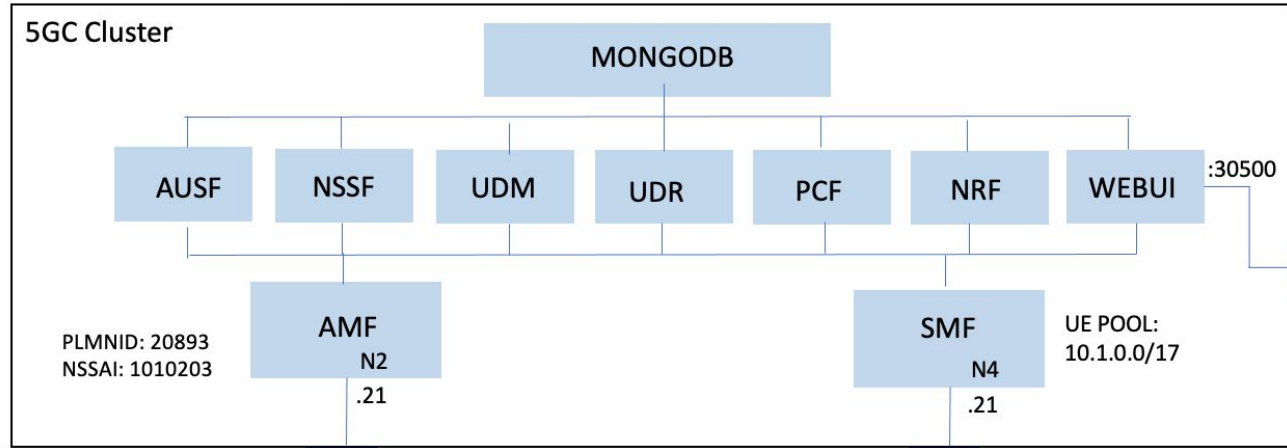 5GC Cluster
MONGODB
AUSF
NSSF
UDM
UDR
PCF
NRF
WEBUI
:30500
PLMNID: 20893
NSSAI: 1010203
AMF
N2
.21
SMF
N4
.21
UE POOL:
10.1.0.0/17